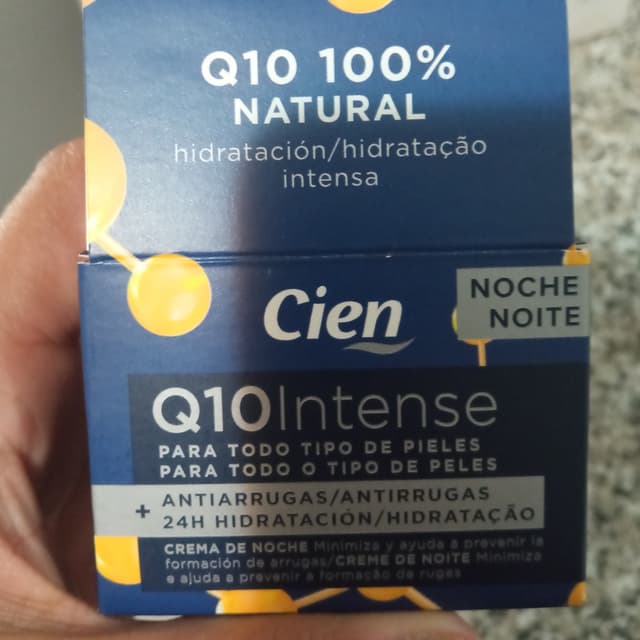 Q10 100%
NATURAL
hidratación/hidratação
intensa
Cien
NOCHE
NOITE
Q10Intense
PARA TODO TIPO DE PIELES
PARA TODO O TIPO DE PELES
+ ANTIARRUGAS/ANTIRRUGAS
24H HIDRATACIÓN/HIDRATAÇÃO
CREMA DE NOCHE Minimiza y ayuda a prevenir la
formación de arrugas/CREME DE NOITE Minimiza
e ajuda a prevenir a formação de rugas